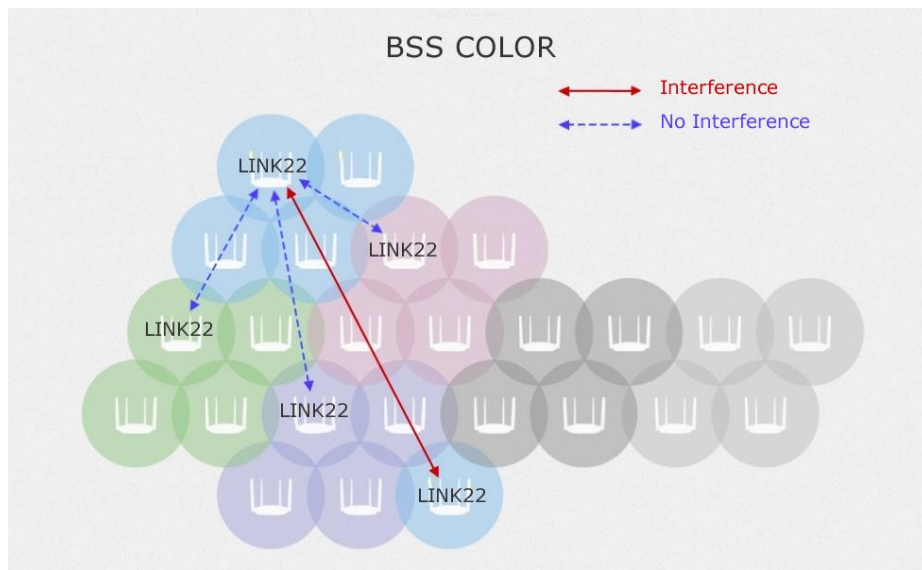 BSS COLOR
Interference
No Interference
LINK22
LINK22
LINK22
LINK22
LINK22